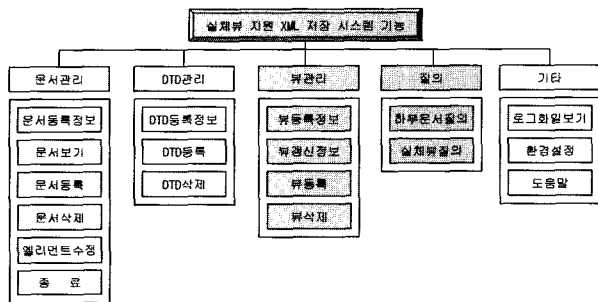 실체뷰 지원 XML 저장 시스템 기능
문서관리
문서등록정보
문서보기
문서등록
문서삭제
엘리먼트수정
종 료
DTD관리
DTD등록정보
DTD등록
DTD삭제
뷰관리
뷰등록정보
뷰갱신정보
뷰등록
뷰삭제
질의
하부문서질의
실체뷰질의
기타
로그화일보기
환경설정
도움말